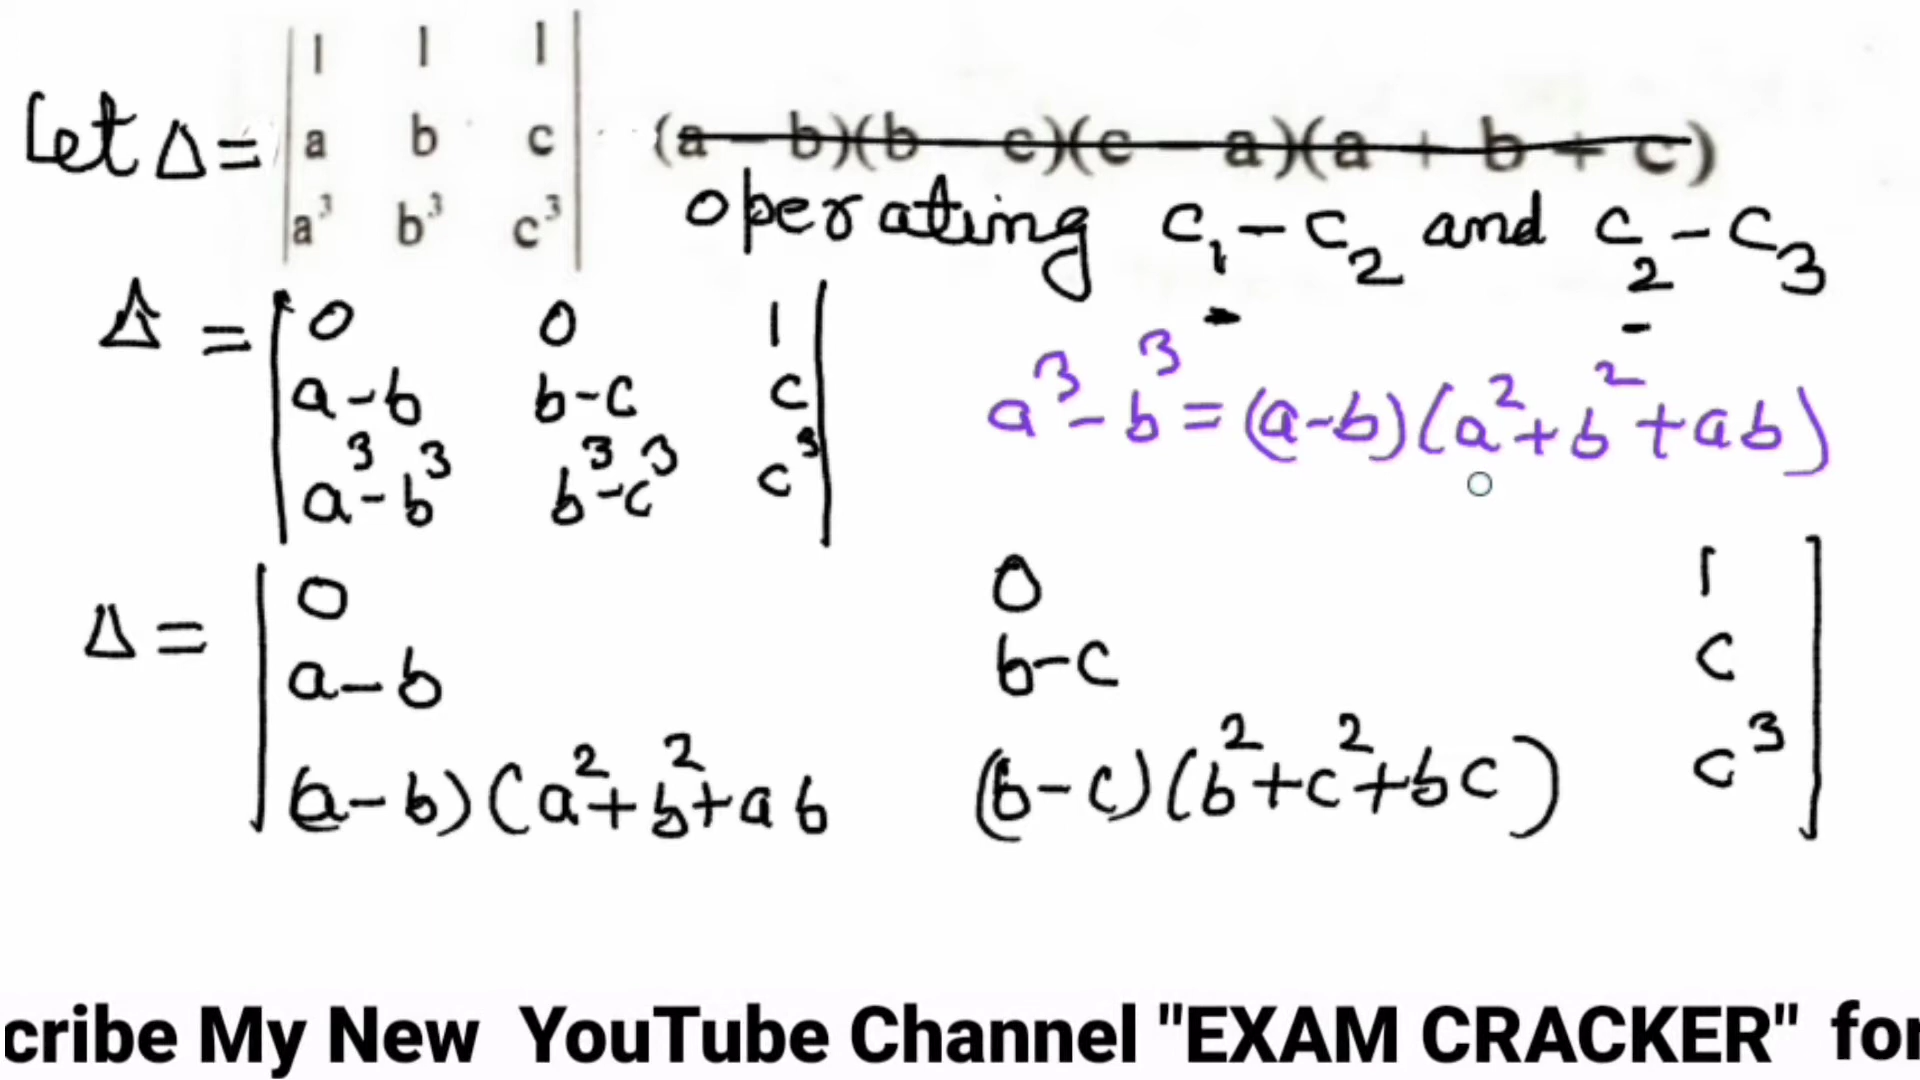 1 1 1
Let Δ = a b c (a - b)(b - c)(c - a)(a + b + c)
a³ b³ c³ operating C₁-C₂ and C₂-C₃
Δ = 0 0 1
a-b b-c c a³-b³=(a-b)(a²+b²+ab)
a³-b³ b³-c³ c³
0 0 1
Δ = a-b b-c c
(a-b)(a²+b²+ab (b-c)(b²+c²+bc) c³
cribe My New YouTube Channel "EXAM CRACKER" for